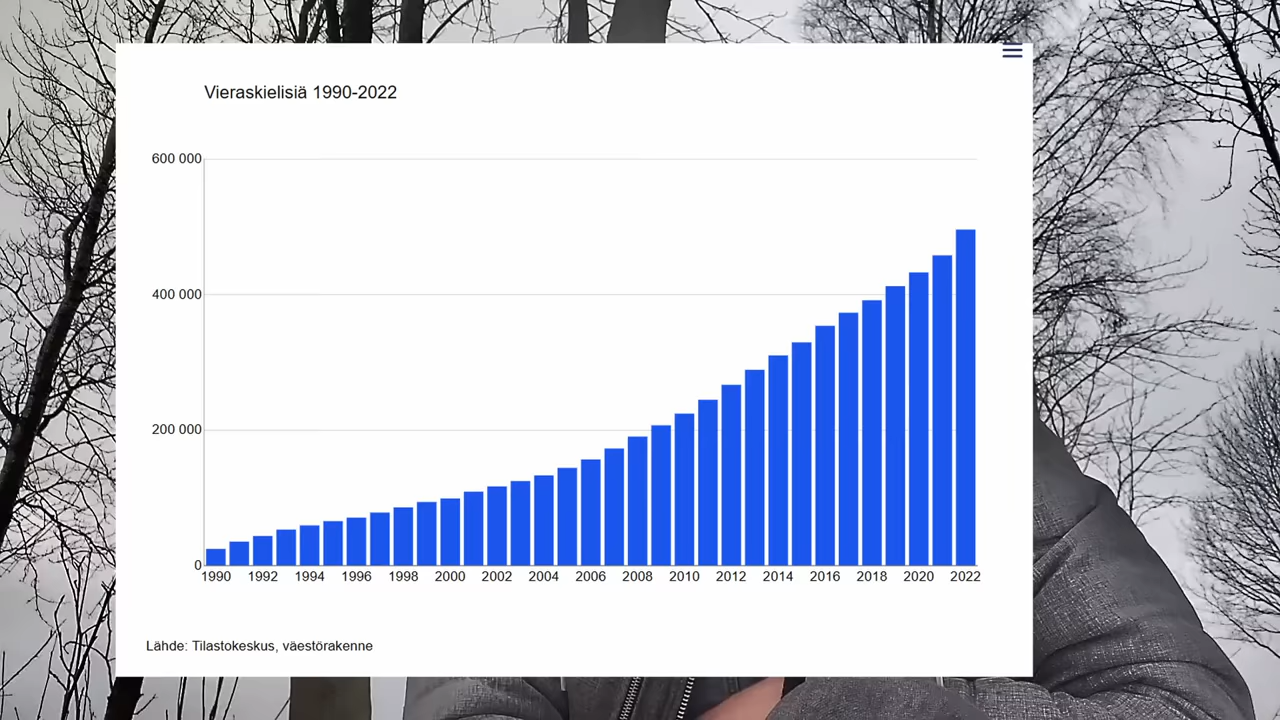 Vieraskielisiä 1990-2022
600 000
400 000
200 000
0
1990 1992 1994 1996 1998 2000 2002 2004 2006 2008 2010 2012 2014 2016 2018 2020 2022
Lähde: Tilastokeskus, väestörakenne